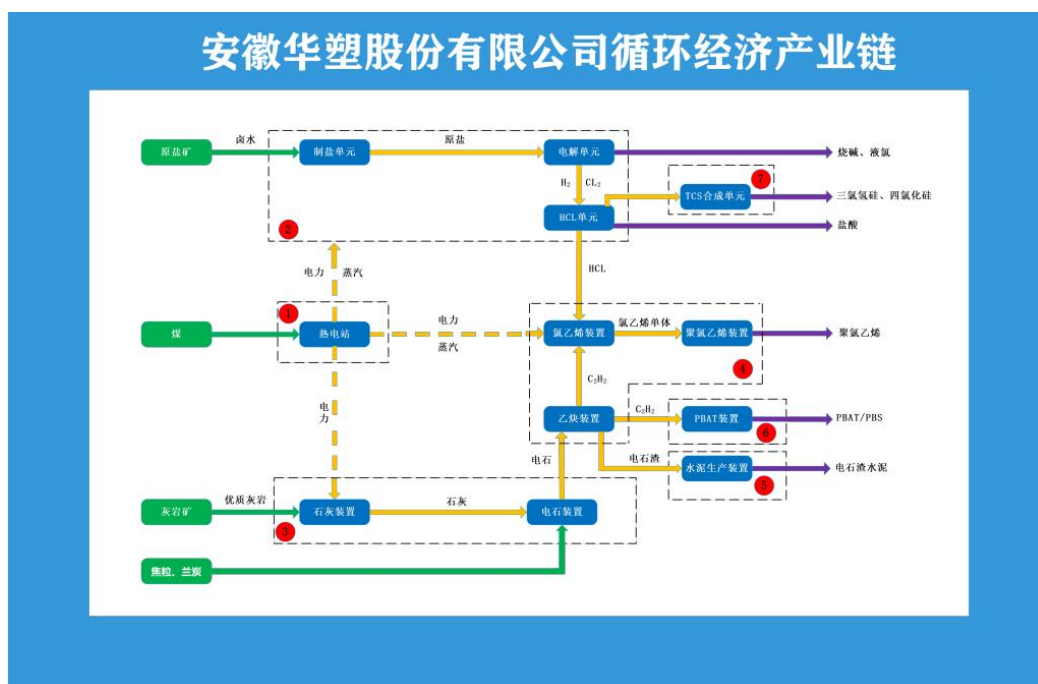 安徽华塑股份有限公司循环经济产业链
原盐矿
卤水
制盐单元
原盐
电解单元
烧碱、液氯
H₂
CL₂
7
TCS合成单元
三氯氢硅、四氯化硅
HCL单元
盐酸
2
电力
蒸汽
HCL
1
煤
热电站
电力
蒸汽
氯乙烯装置
氯乙烯单体
聚氯乙烯装置
聚氯乙烯
4
C₂H₂
电力
乙炔装置
C₂H₂
PBAT装置
PBAT/PBS
6
电石
电石渣
水泥生产装置
电石渣水泥
5
灰岩矿
优质灰岩
石灰装置
石灰
电石装置
3
焦粒、兰炭